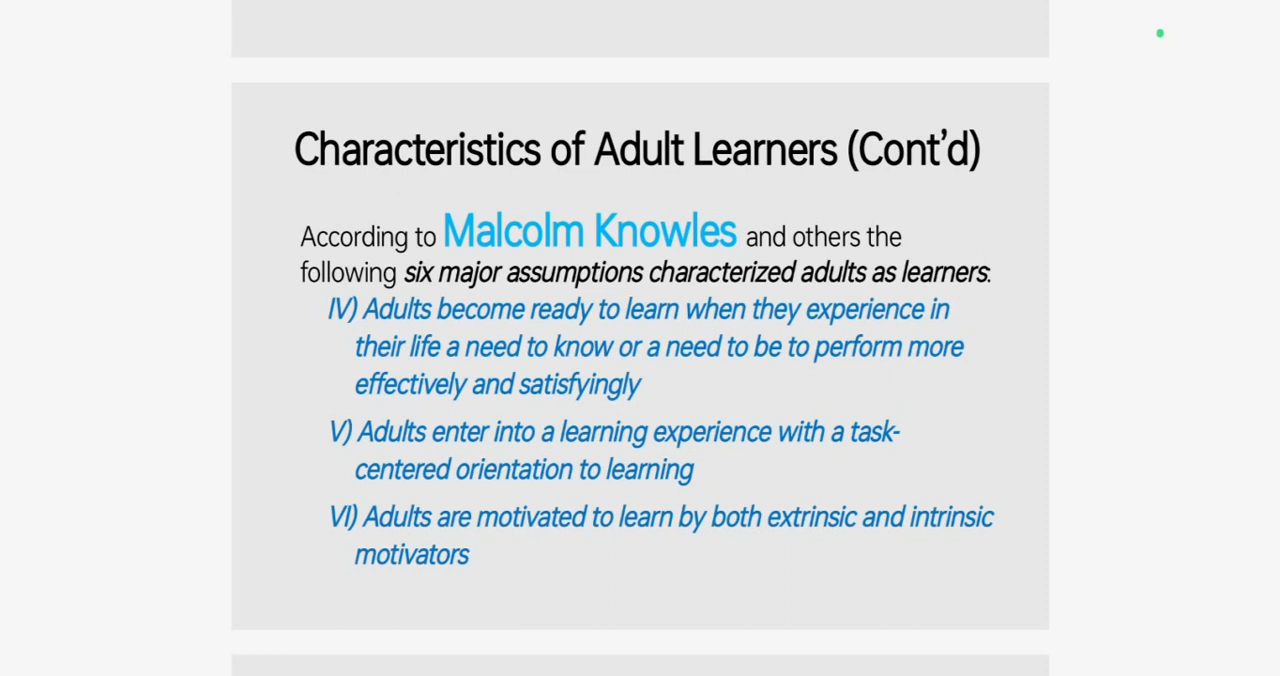 Characteristics of Adult Learners (Cont’d)
According to Malcolm Knowles and others the
following six major assumptions characterized adults as learners:
IV) Adults become ready to learn when they experience in
their life a need to know or a need to be to perform more
effectively and satisfyingly
V) Adults enter into a learning experience with a task-
centered orientation to learning
VI) Adults are motivated to learn by both extrinsic and intrinsic
motivators